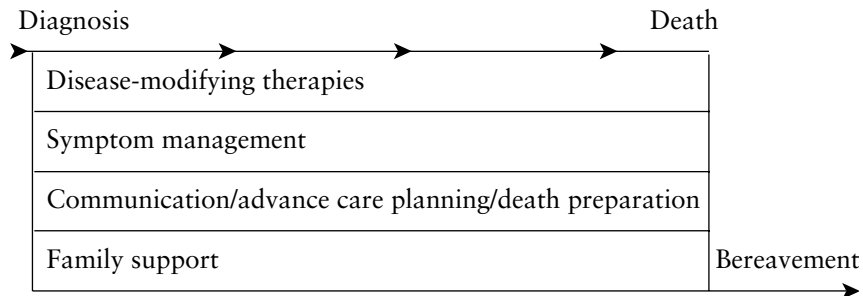 Diagnosis
Death
Disease-modifying therapies
Symptom management
Communication/advance care planning/death preparation
Family support
Bereavement